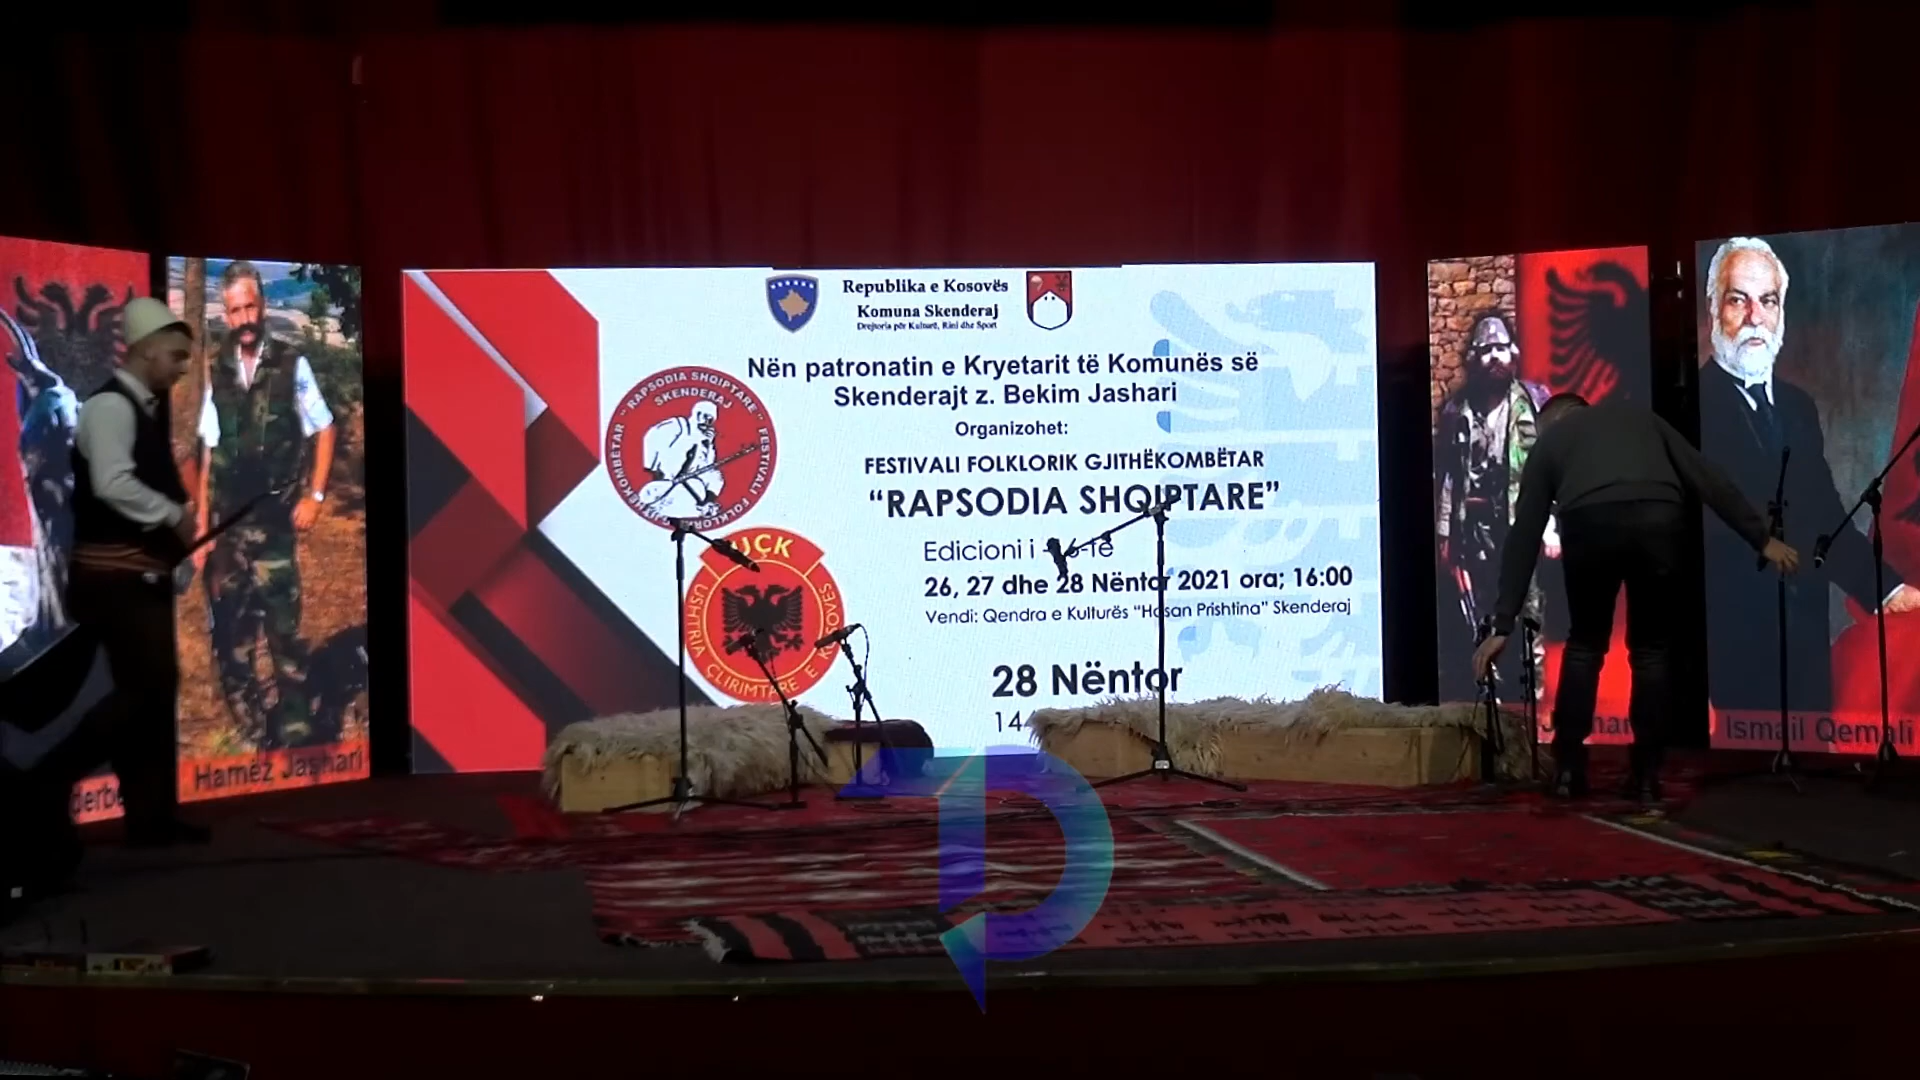 Republika e Kosovës
Komuna Skenderaj
Drejtoria për Kulturë, Rini dhe Sport
Nën patronatin e Kryetarit të Komunës së
Skenderajt z. Bekim Jashari
Organizohet:
FESTIVALI FOLKLORIK GJITHËKOMBËTAR
“RAPSODIA SHQIPTARE”
Edicioni i
26, 27 dhe 28 Nëntor 2021 ora; 16:00
Vendi: Qendra e Kulturës “Hasan Prishtina” Skenderaj
28 Nëntor
14
“RAPSODIA SHQIPTARE”
SKENDERAJ
FESTIVALI FOLKLORIK
UÇK
USHTRIA ÇLIRIMTARE E KOSOVËS
Hamëz Jashari
Ismail Qemali